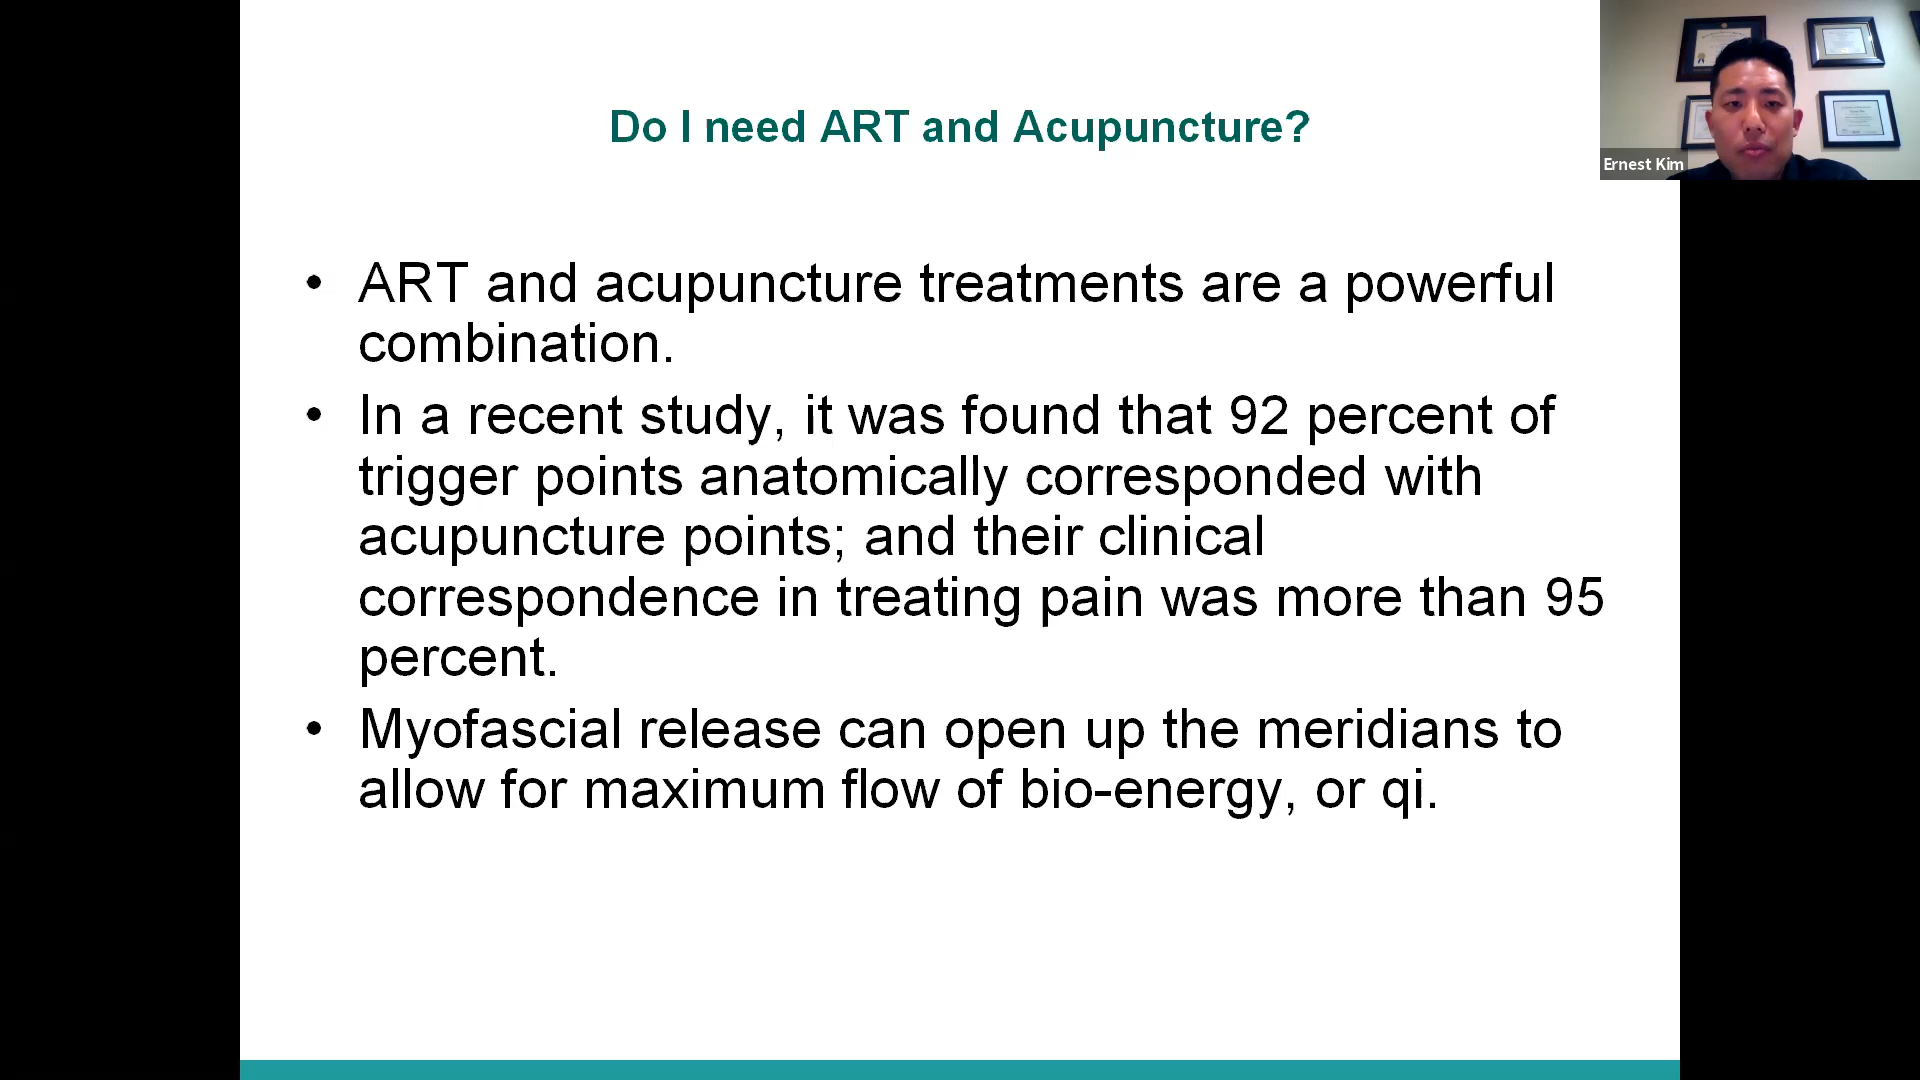 Do I need ART and Acupuncture?
Ernest Kim
• ART and acupuncture treatments are a powerful
combination.
• In a recent study, it was found that 92 percent of
trigger points anatomically corresponded with
acupuncture points; and their clinical
correspondence in treating pain was more than 95
percent.
• Myofascial release can open up the meridians to
allow for maximum flow of bio-energy, or qi.